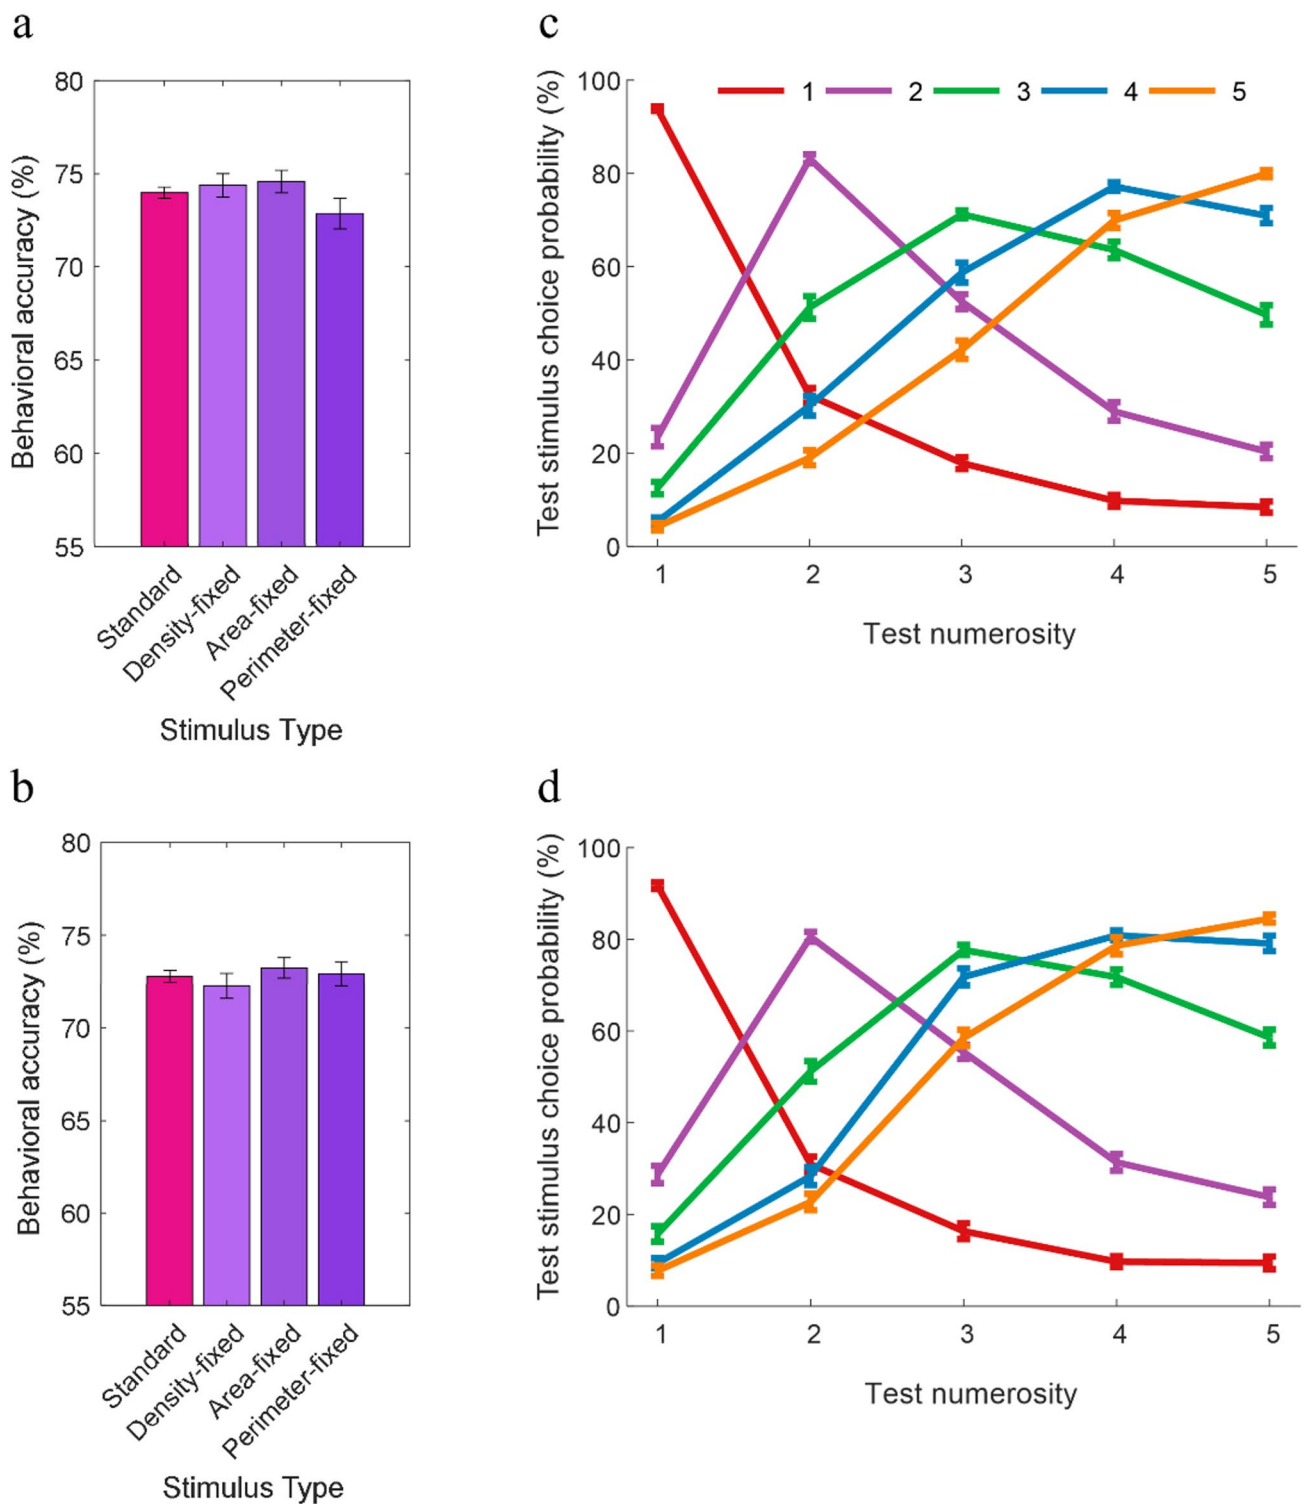 a
80
75
70
65
60
55
Behavioral accuracy (%)
Standard
Density-fixed
Area-fixed
Perimeter-fixed
Stimulus Type
c
100
80
60
40
20
0
Test stimulus choice probability (%)
1 2 3 4 5
1 2 3 4 5
Test numerosity
b
80
75
70
65
60
55
Behavioral accuracy (%)
Standard
Density-fixed
Area-fixed
Perimeter-fixed
Stimulus Type
d
100
80
60
40
20
0
Test stimulus choice probability (%)
1 2 3 4 5
Test numerosity